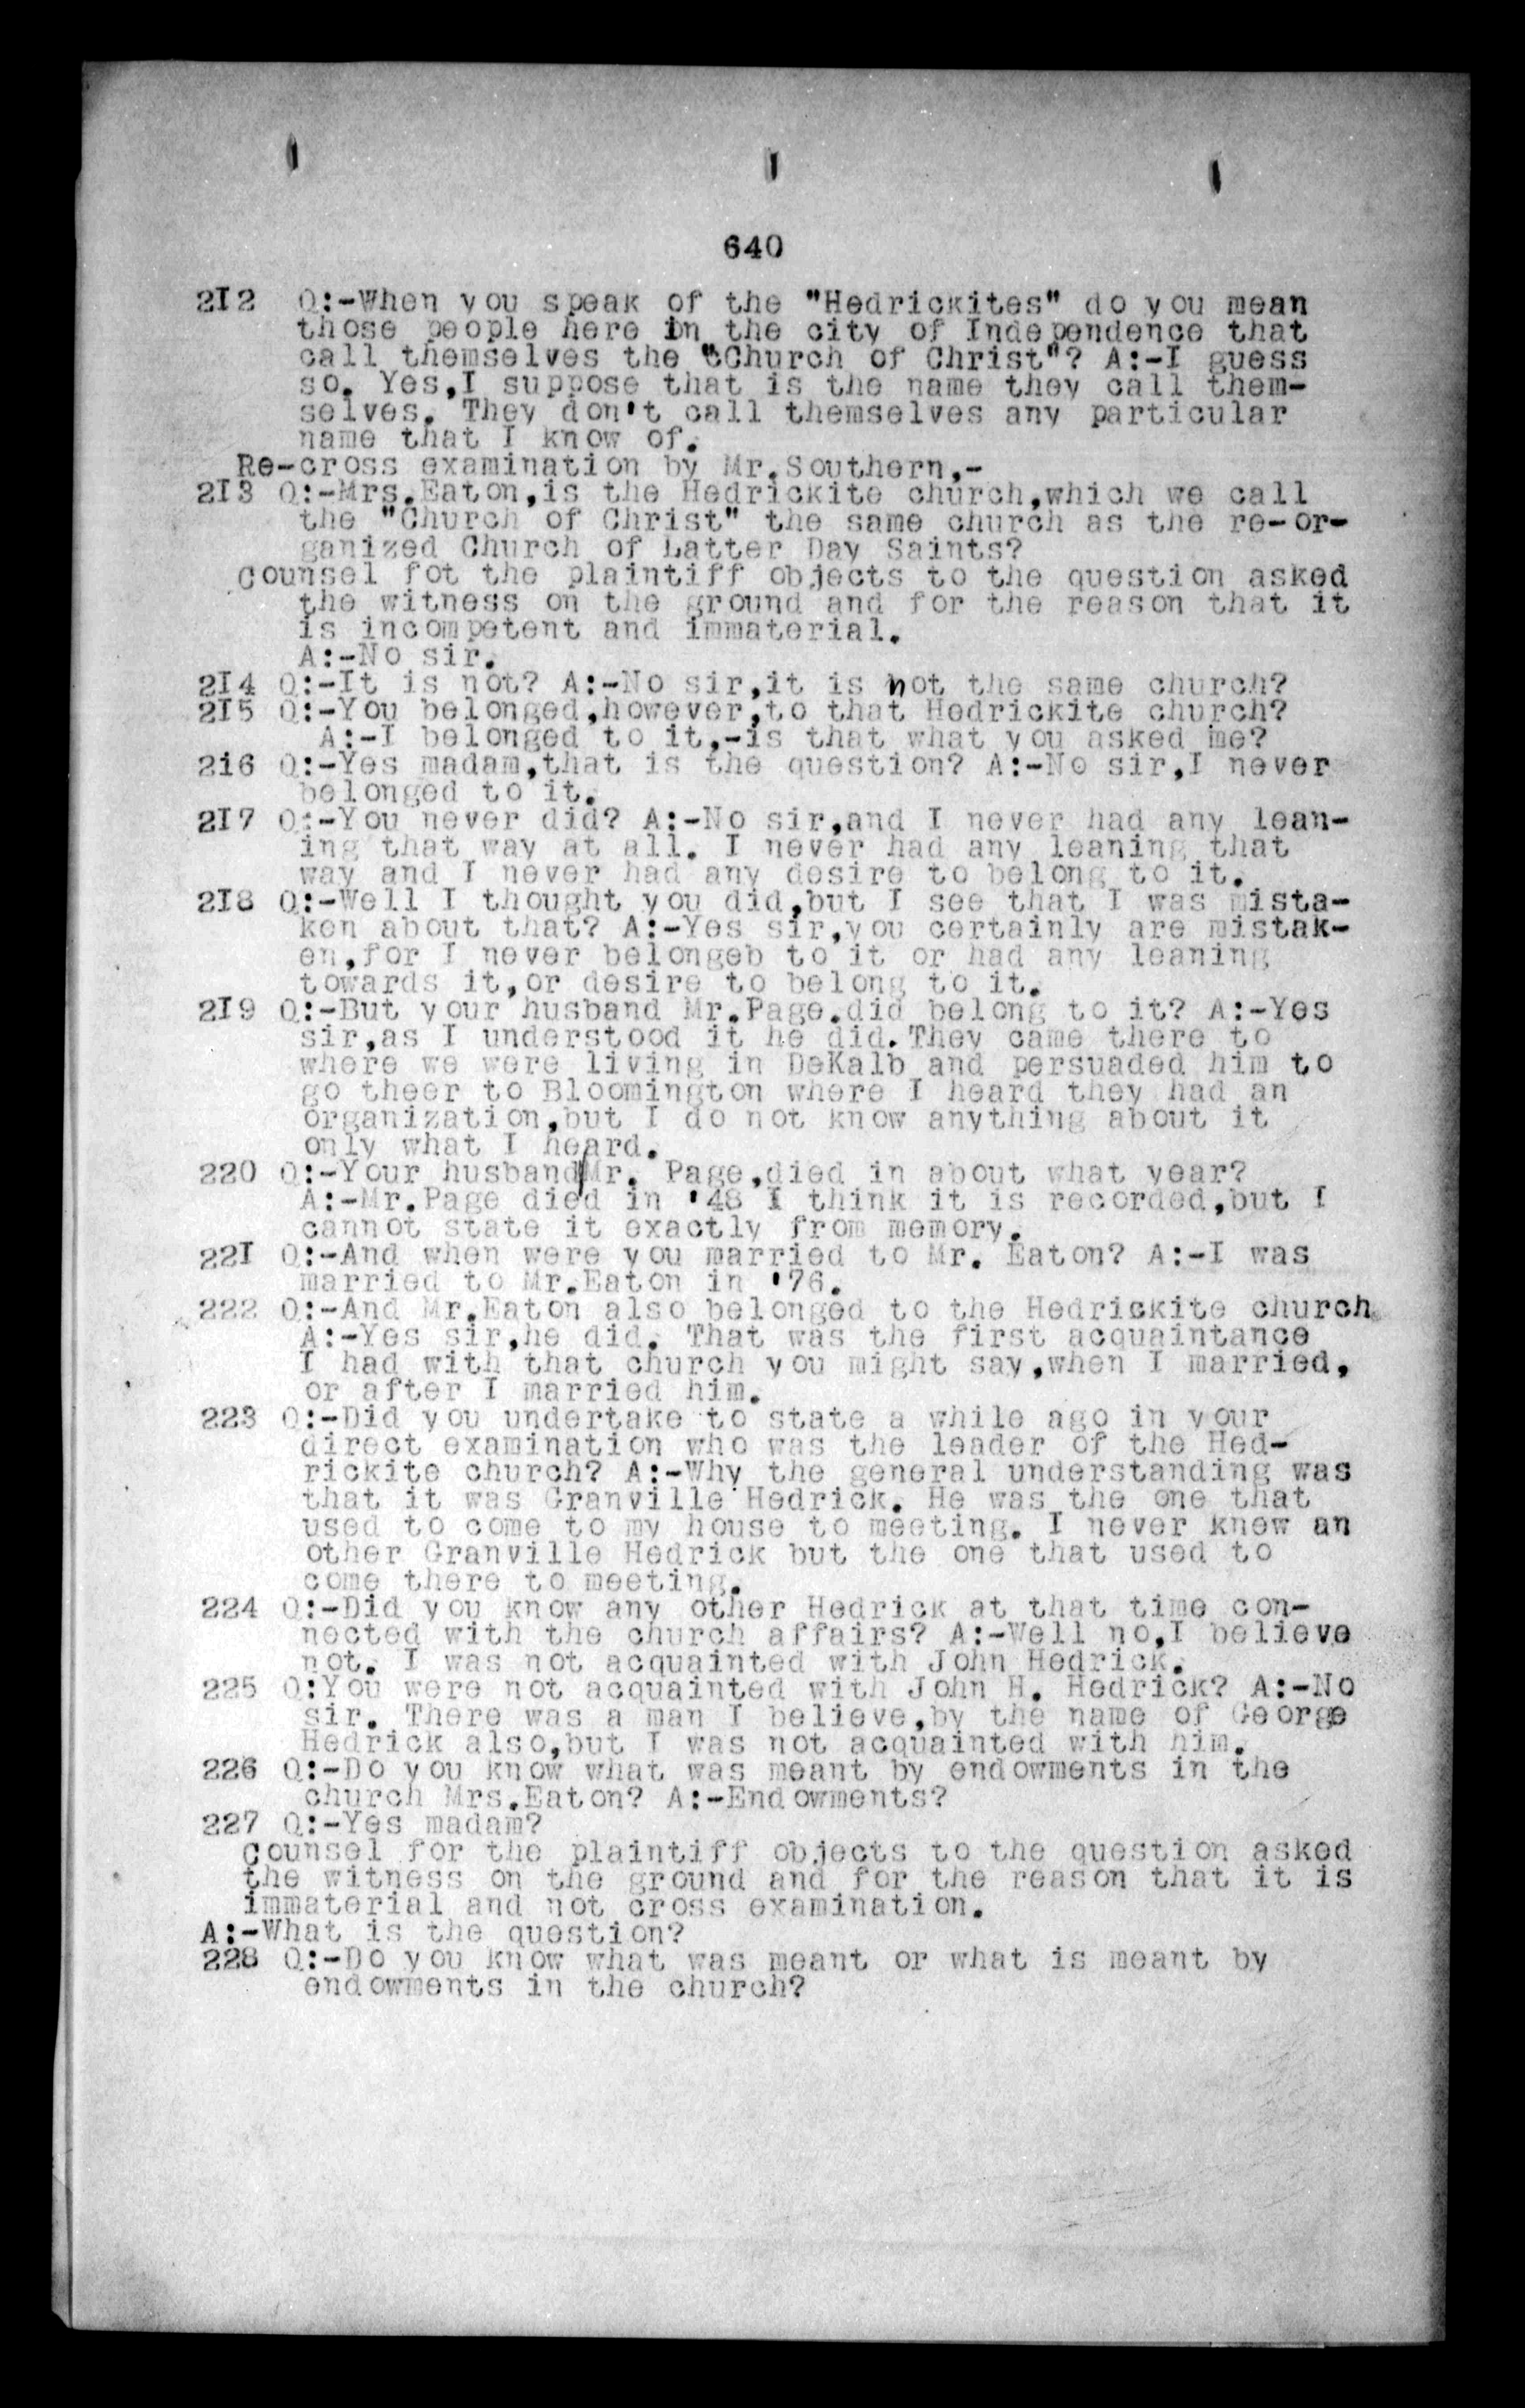 640
2I2 Q:-When you speak of the "Hedrickites" do you mean
those people here in the city of Independence that
call themselves the "Church of Christ"? A:-I guess
so. Yes,I suppose that is the name they call them-
selves. They don't call themselves any particular
name that I know of.
Re-cross examination by Mr.Southern,-
2I3 Q:-Mrs.Eaton,is the Hedrickite church,which we call
the "Church of Christ" the same church as the re-or-
ganized Church of Latter Day Saints?
Counsel fot the plaintiff objects to the question asked
the witness on the ground and for the reason that it
is incompetent and immaterial.
A:-No sir.
2I4 Q:-It is not? A:-No sir,it is not the same church?
2I5 Q:-You belonged,however,to that Hedrickite church?
A:-I belonged to it,-is that what you asked me?
2i6 Q:-Yes madam,that is the question? A:-No sir,I never
belonged to it.
2I7 Q:-You never did? A:-No sir,and I never had any lean-
ing that way at all. I never had any leaning that
way and I never had any desire to belong to it.
2I8 Q:-Well I thought you did,but I see that I was mista-
ken about that? A:-Yes sir,you certainly are mistak-
en,for I never belongeb to it or had any leaning
towards it,or desire to belong to it.
2I9 Q:-But your husband Mr.Page.did belong to it? A:-Yes
sir,as I understood it he did.They came there to
where we were living in DeKalb and persuaded him to
go theer to Bloomington where I heard they had an
organization,but I do not know anything about it
only what I heard.
220 Q:-Your husband/Mr. Page,died in about what year?
A:-Mr.Page died in '48 I think it is recorded,but I
cannot state it exactly from memory.
22I Q:-And when were you married to Mr. Eaton? A:-I was
married to Mr.Eaton in '76.
222 Q:-And Mr.Eaton also belonged to the Hedrickite church
A:-Yes sir,he did. That was the first acquaintance
I had with that church you might say,when I married,
or after I married him.
223 Q:-Did you undertake to state a while ago in your
direct examination who was the leader of the Hed-
rickite church? A:-Why the general understanding was
that it was Granville Hedrick. He was the one that
used to come to my house to meeting. I never knew an
other Granville Hedrick but the one that used to
come there to meeting.
224 Q:-Did you know any other Hedrick at that time con-
nected with the church affairs? A:-Well no,I believe
not. I was not acquainted with John Hedrick.
225 Q:You were not acquainted with John H. Hedrick? A:-No
sir. There was a man I believe,by the name of George
Hedrick also,but I was not acquainted with him.
226 Q:-Do you know what was meant by endowments in the
church Mrs.Eaton? A:-Endowments?
227 Q:-Yes madam?
Counsel for the plaintiff objects to the question asked
the witness on the ground and for the reason that it is
immaterial and not cross examination.
A:-What is the question?
228 Q:-Do you know what was meant or what is meant by
endowments in the church?